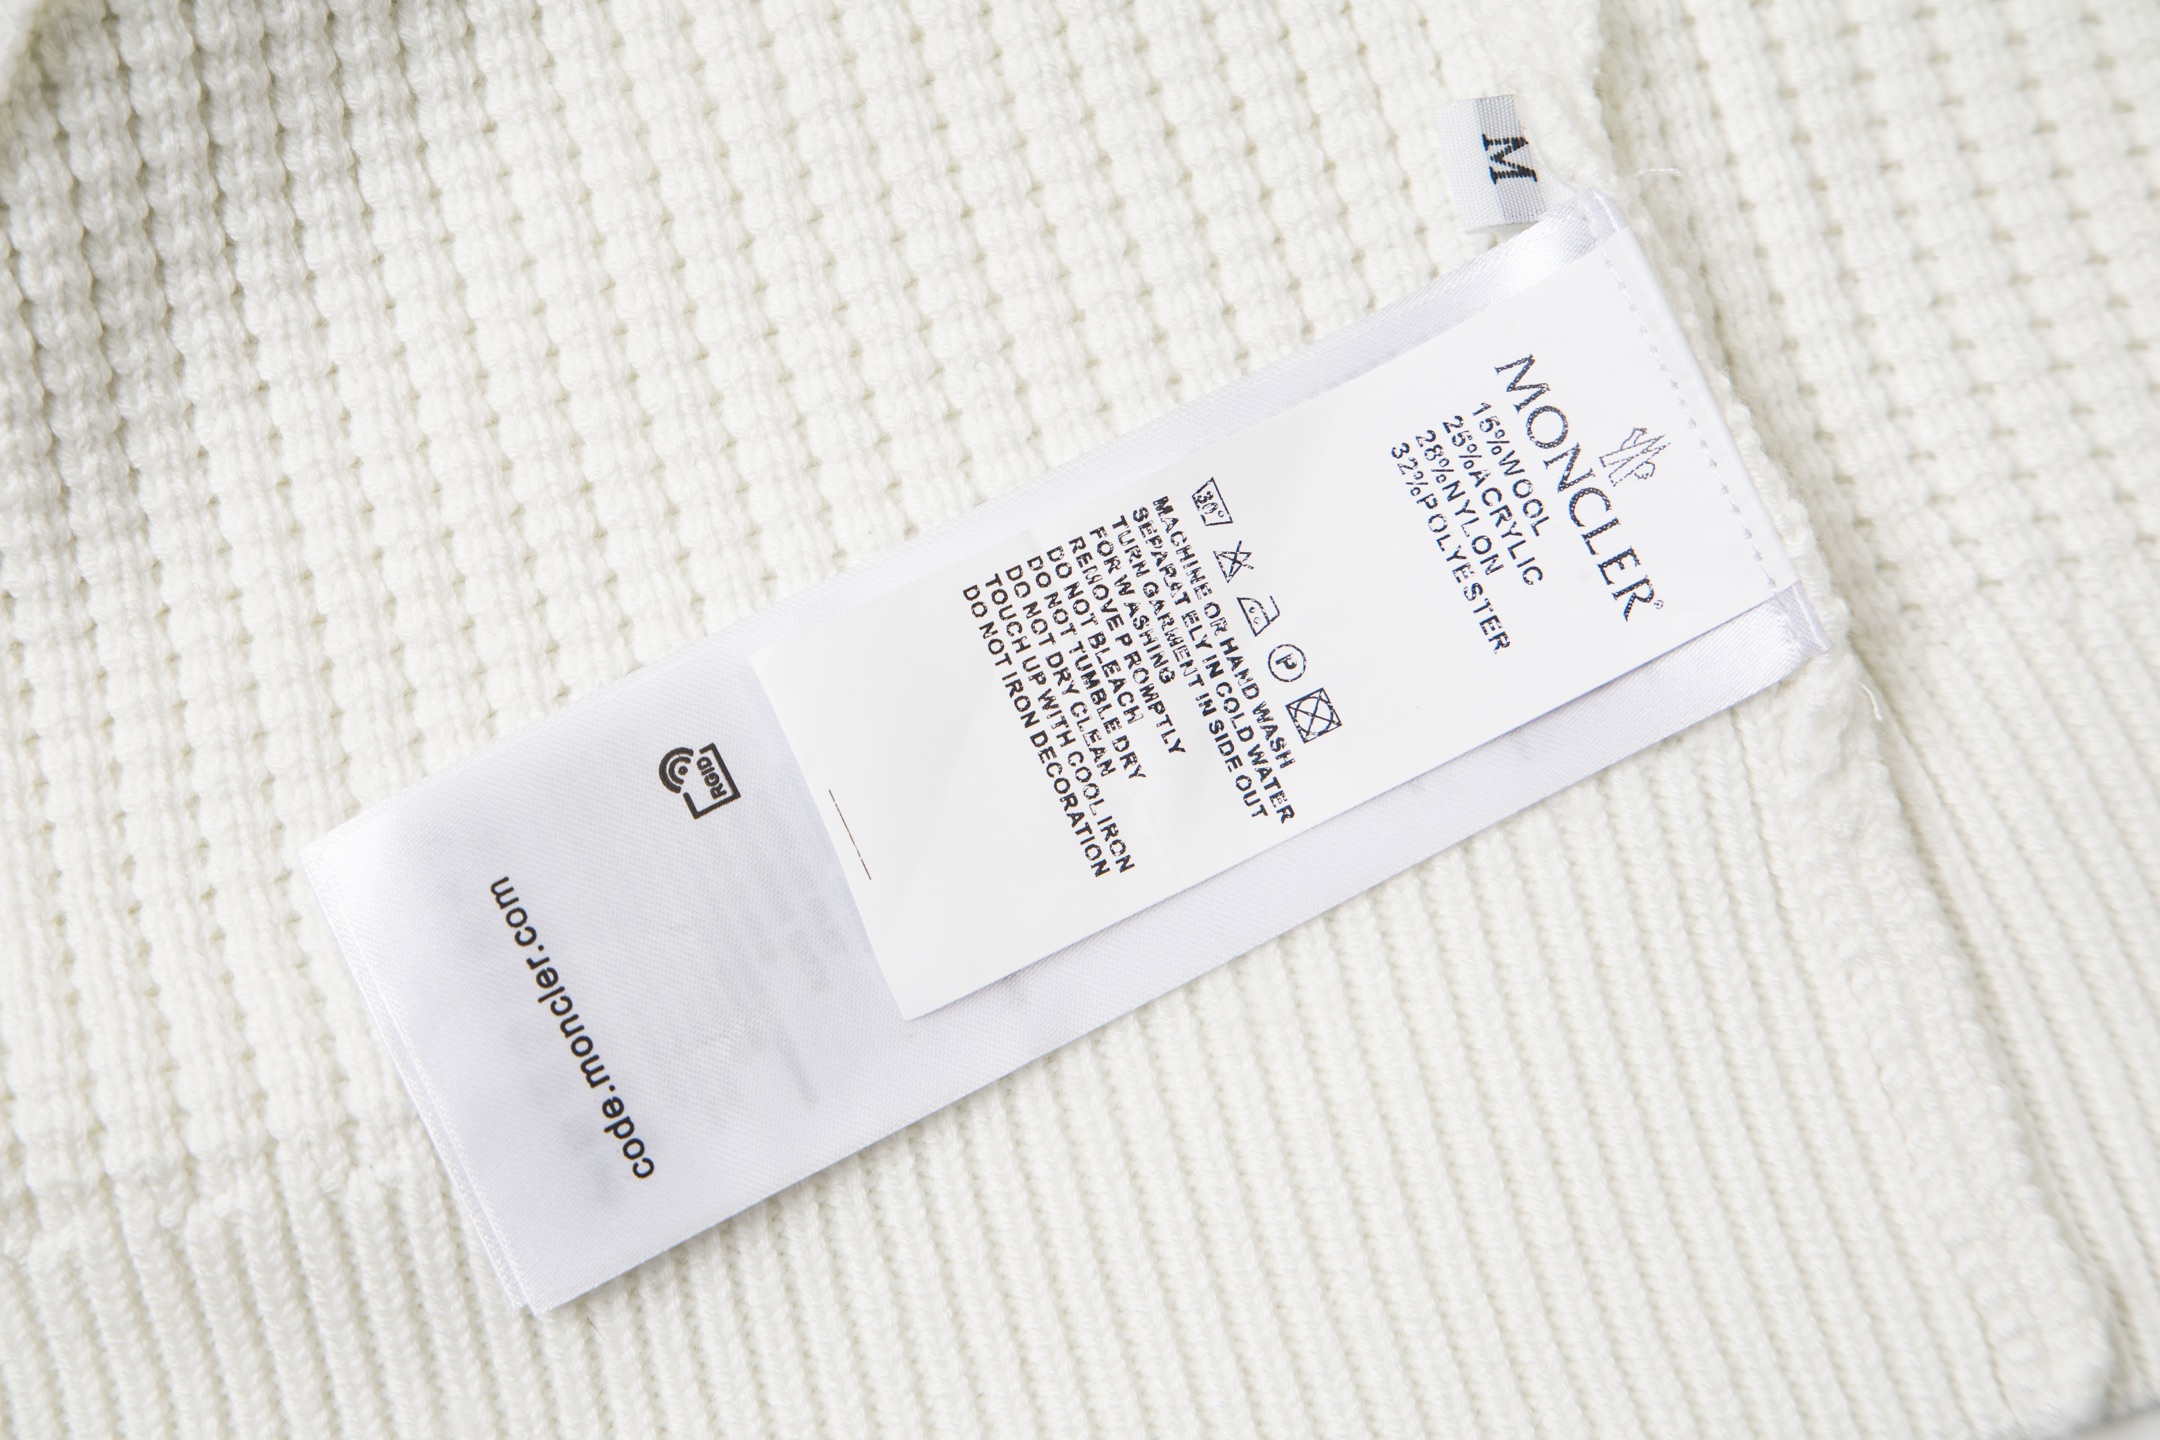 M
MONCLER®
15%WOOL
25%ACRYLIC
28%NYLON
32%POLYESTER
30°
P
MACHINE OR HAND WASH
SEPARATELY IN COLD WATER
TURN GARMENT IN SIDE OUT
FOR WASHING
REMOVE PROMPTLY
DO NOT BLEACH
DO NOT TUMBLE DRY
DO NOT DRY CLEAN
TOUCH UP WITH COOL IRON
DO NOT IRON DECORATION
RGID
code.moncler.com